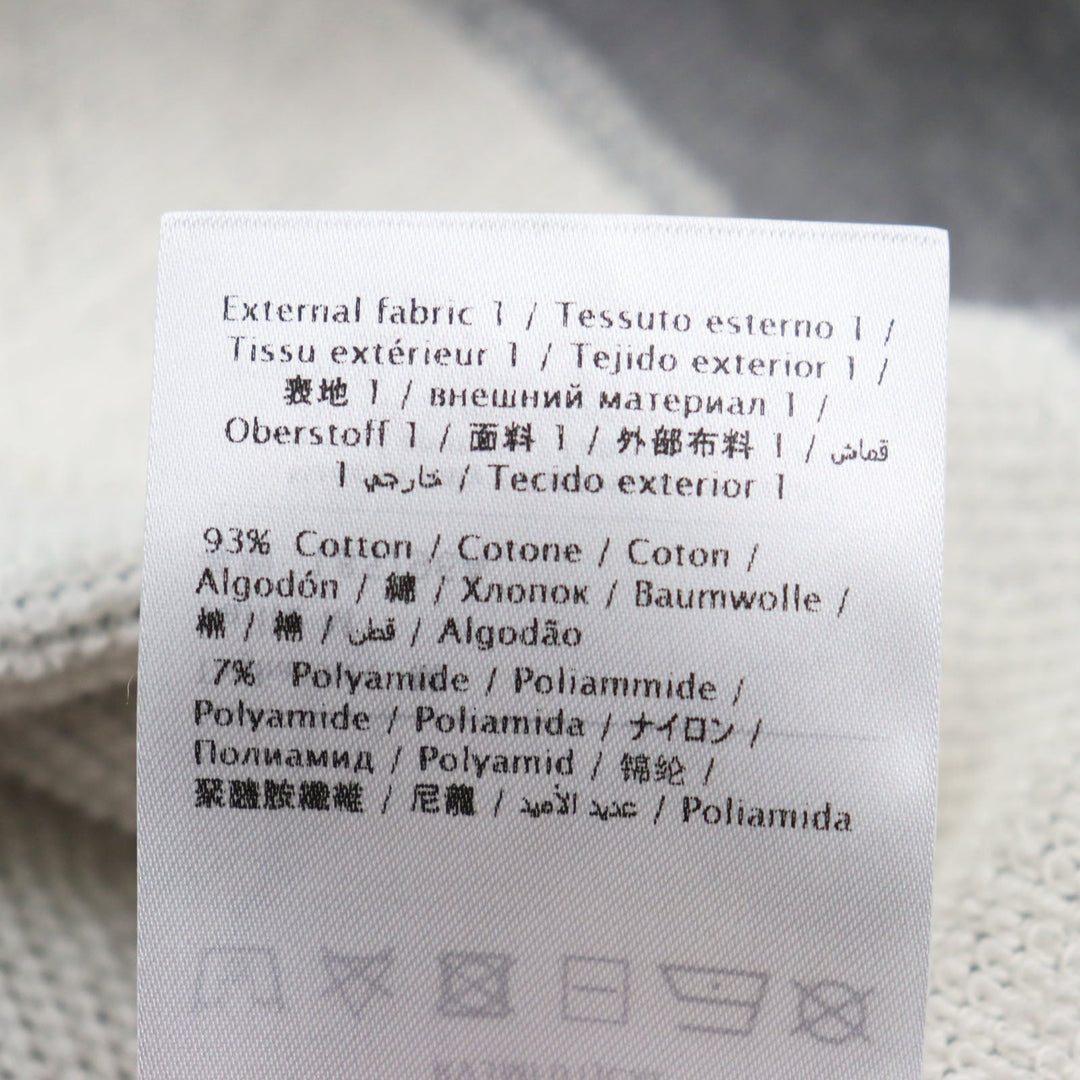 External fabric 1 / Tessuto esterno 1 /
Tissu extérieur 1 / Tejido exterior 1 /
表地 1 / внешний материал 1 /
Oberstoff 1 / 面料 1 / 外部布料 1 / قماش
خارجي 1 / Tecido exterior 1
93% Cotton / Cotone / Coton /
Algodón / 綿 / Хлопок / Baumwolle /
棉 / 棉 / قطن / Algodão
7% Polyamide / Poliammide /
Polyamide / Poliamida / ナイロン /
Полиамид / Polyamid / 锦纶 /
聚醯胺纖維 / 尼龍 / عديد الأميد / Poliamida